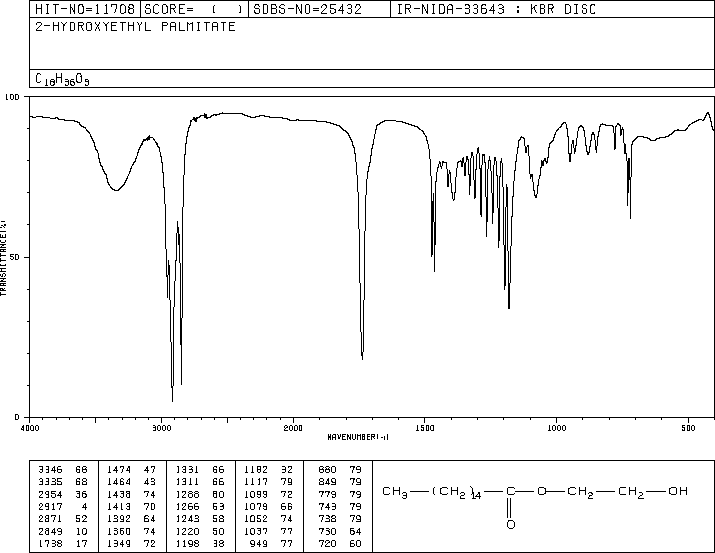 HIT-NO=11708 SCORE= ( ) SDBS-NO=25432 IR-NIDA-33643 : KBR DISC
2-HYDROXYETHYL PALMITATE
C18H36O3
100
50
0
TRANSMITTANCE(%)
4000 3000 2000 1500 1000 500
WAVENUMBER(-1)
3346 66 1474 47 1331 66 1182 32 880 79
3335 68 1464 43 1311 66 1117 79 849 79
2954 36 1438 74 1288 60 1099 72 779 79
2917 4 1413 70 1266 53 1079 66 743 79
2871 52 1392 64 1243 58 1052 74 738 79
2849 10 1360 74 1220 50 1037 77 730 64
1738 17 1349 72 1198 38 949 77 720 60
CH3—(CH2)14—C—O—CH2—CH2—OH
O